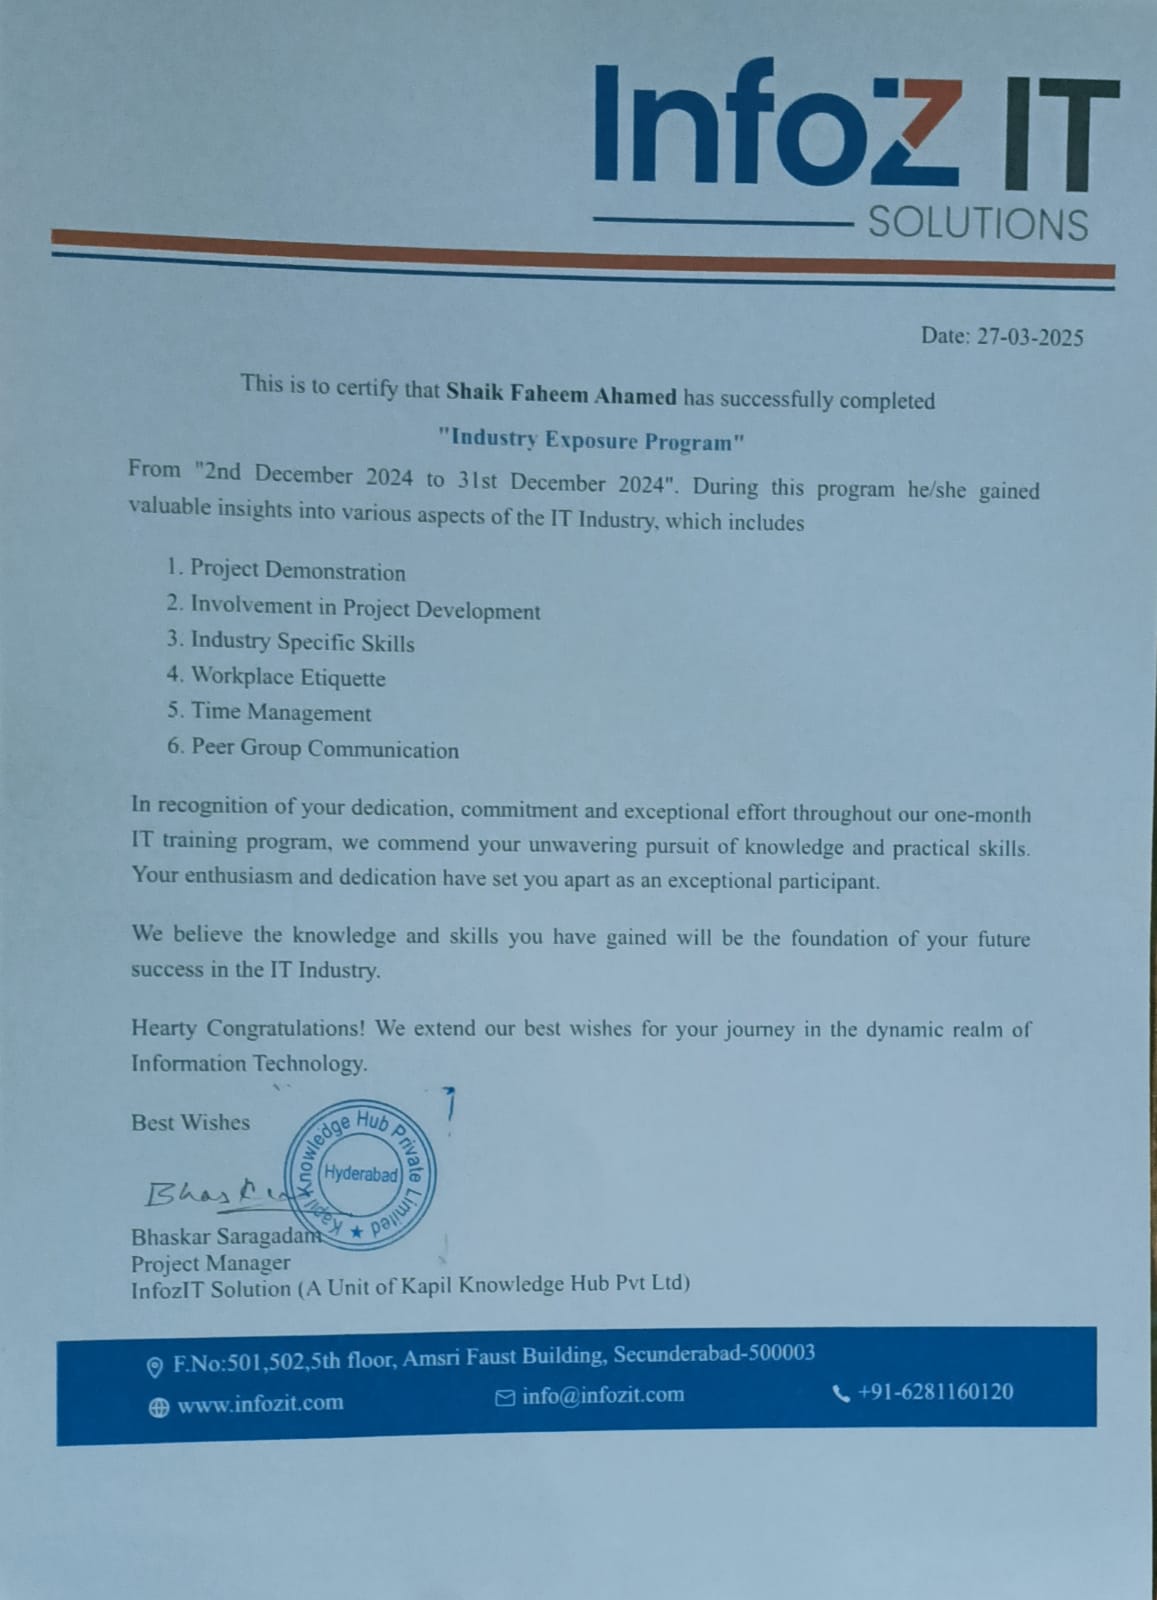 Infoz IT
SOLUTIONS
Date: 27-03-2025
This is to certify that Shaik Faheem Ahamed has successfully completed
"Industry Exposure Program"
From "2nd December 2024 to 31st December 2024". During this program he/she gained
valuable insights into various aspects of the IT Industry, which includes
1. Project Demonstration
2. Involvement in Project Development
3. Industry Specific Skills
4. Workplace Etiquette
5. Time Management
6. Peer Group Communication
In recognition of your dedication, commitment and exceptional effort throughout our one-month
IT training program, we commend your unwavering pursuit of knowledge and practical skills.
Your enthusiasm and dedication have set you apart as an exceptional participant.
We believe the knowledge and skills you have gained will be the foundation of your future
success in the IT Industry.
Hearty Congratulations! We extend our best wishes for your journey in the dynamic realm of
Information Technology.
Best Wishes
Kapil Knowledge Hub Private Limited ★
Hyderabad
Bhaskar Saragadam
Project Manager
InfozIT Solution (A Unit of Kapil Knowledge Hub Pvt Ltd)
F.No:501,502,5th floor, Amsri Faust Building, Secunderabad-500003
www.infozit.com info@infozit.com +91-6281160120